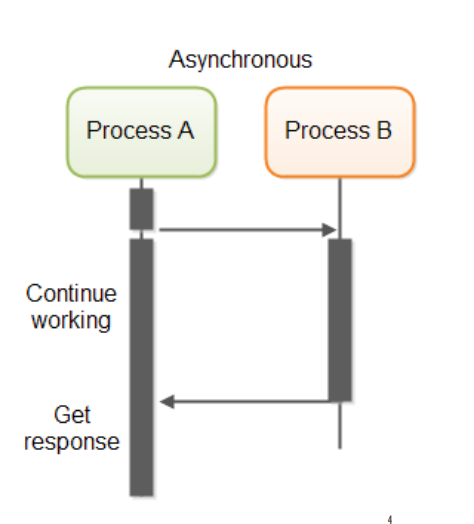 Asynchronous
Process A
Process B
Continue
working
Get
response
4